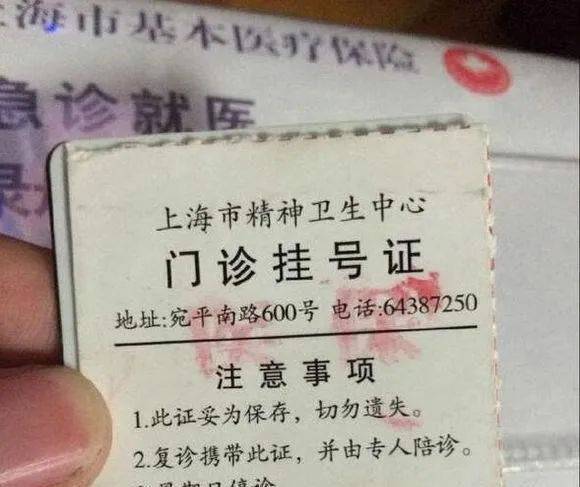 上海市基本医疗保险
急诊就医
上海市精神卫生中心
门诊挂号证
地址:宛平南路600号 电话:64387250
注意事项
1.此证妥为保存，切勿遗失。
2.复诊携带此证，并由专人陪诊。